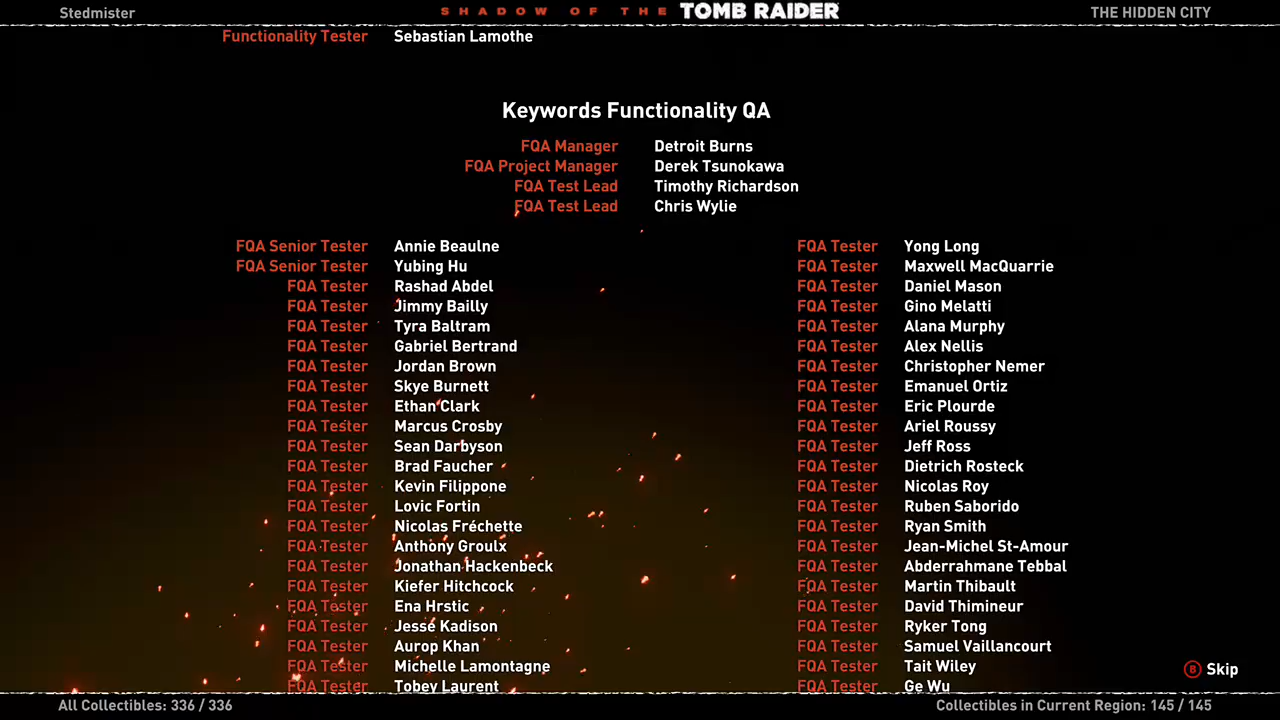 Stedmister
SHADOW OF THE TOMB RAIDER
THE HIDDEN CITY
Functionality Tester Sebastian Lamothe
Keywords Functionality QA
FQA Manager Detroit Burns
FQA Project Manager Derek Tsunokawa
FQA Test Lead Timothy Richardson
FQA Test Lead Chris Wylie
FQA Senior Tester Annie Beaulne
FQA Senior Tester Yubing Hu
FQA Tester Rashad Abdel
FQA Tester Jimmy Bailly
FQA Tester Tyra Baltram
FQA Tester Gabriel Bertrand
FQA Tester Jordan Brown
FQA Tester Skye Burnett
FQA Tester Ethan Clark
FQA Tester Marcus Crosby
FQA Tester Sean Darbyson
FQA Tester Brad Faucher
FQA Tester Kevin Filippone
FQA Tester Lovic Fortin
FQA Tester Nicolas Fréchette
FQA Tester Anthony Groulx
FQA Tester Jonathan Hackenbeck
FQA Tester Kiefer Hitchcock
FQA Tester Ena Hrstic
FQA Tester Jesse Kadison
FQA Tester Aurop Khan
FQA Tester Michelle Lamontagne
FQA Tester Tobey Laurent
FQA Tester Yong Long
FQA Tester Maxwell MacQuarrie
FQA Tester Daniel Mason
FQA Tester Gino Melatti
FQA Tester Alana Murphy
FQA Tester Alex Nellis
FQA Tester Christopher Nemer
FQA Tester Emanuel Ortiz
FQA Tester Eric Plourde
FQA Tester Ariel Roussy
FQA Tester Jeff Ross
FQA Tester Dietrich Rosteck
FQA Tester Nicolas Roy
FQA Tester Ruben Saborido
FQA Tester Ryan Smith
FQA Tester Jean-Michel St-Amour
FQA Tester Abderrahmane Tebbal
FQA Tester Martin Thibault
FQA Tester David Thimineur
FQA Tester Ryker Tong
FQA Tester Samuel Vaillancourt
FQA Tester Tait Wiley
FQA Tester Ge Wu
B Skip
All Collectibles: 336 / 336
Collectibles in Current Region: 145 / 145